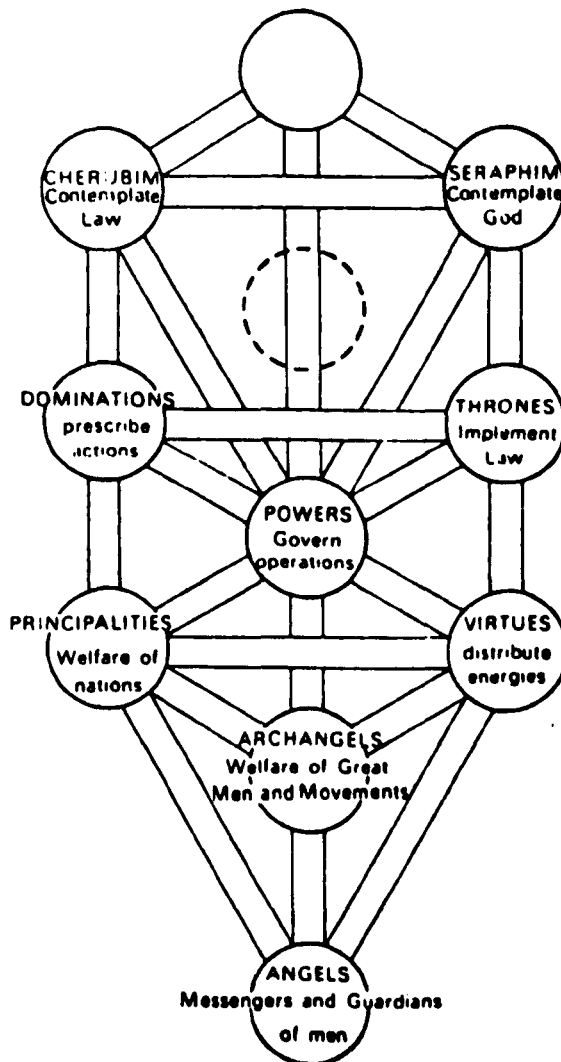 CHERUBIM
Contemplate
Law
SERAPHIM
Contemplate
God
DOMINATIONS
prescribe
actions
THRONES
Implement
Law
POWERS
Govern
operations
PRINCIPALITIES
Welfare of
nations
VIRTUES
distribute
energies
ARCHANGELS
Welfare of Great
Men and Movements
ANGELS
Messengers and Guardians
of men